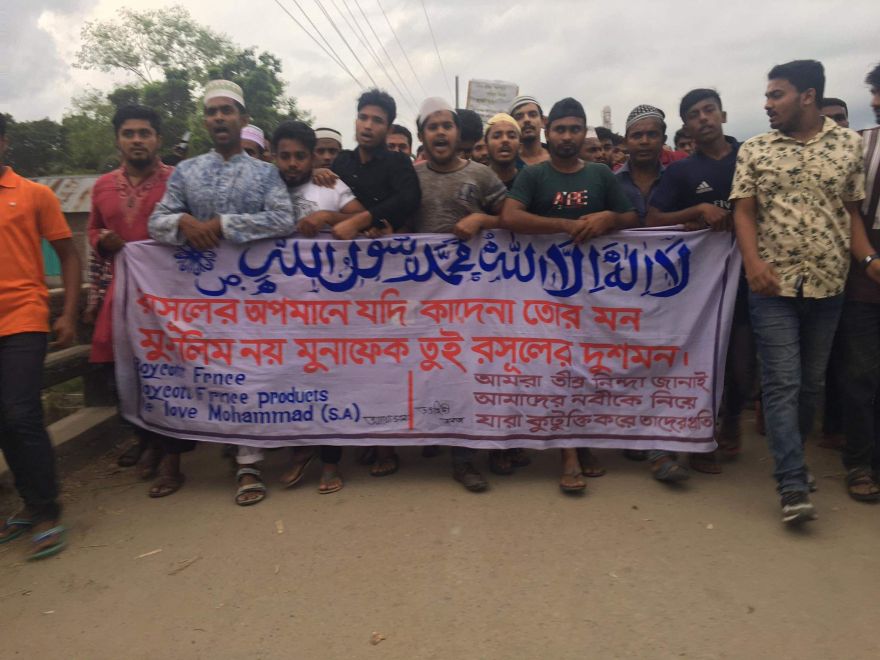 لا اله الا الله محمد رسول الله
রসুলের অপমানে যদি কাদেনা তোর মন
মুসলিম নয় মুনাফেক তুই রসূলের দুশমন।
Boycott Frnce
Boycott Frnce products
We love Mohammad (S.A)
আমরা তীব্র নিন্দা জানাই
আমাদের নবীকে নিয়ে
যারা কুটুক্তি করে তাদের প্রতি
adidas